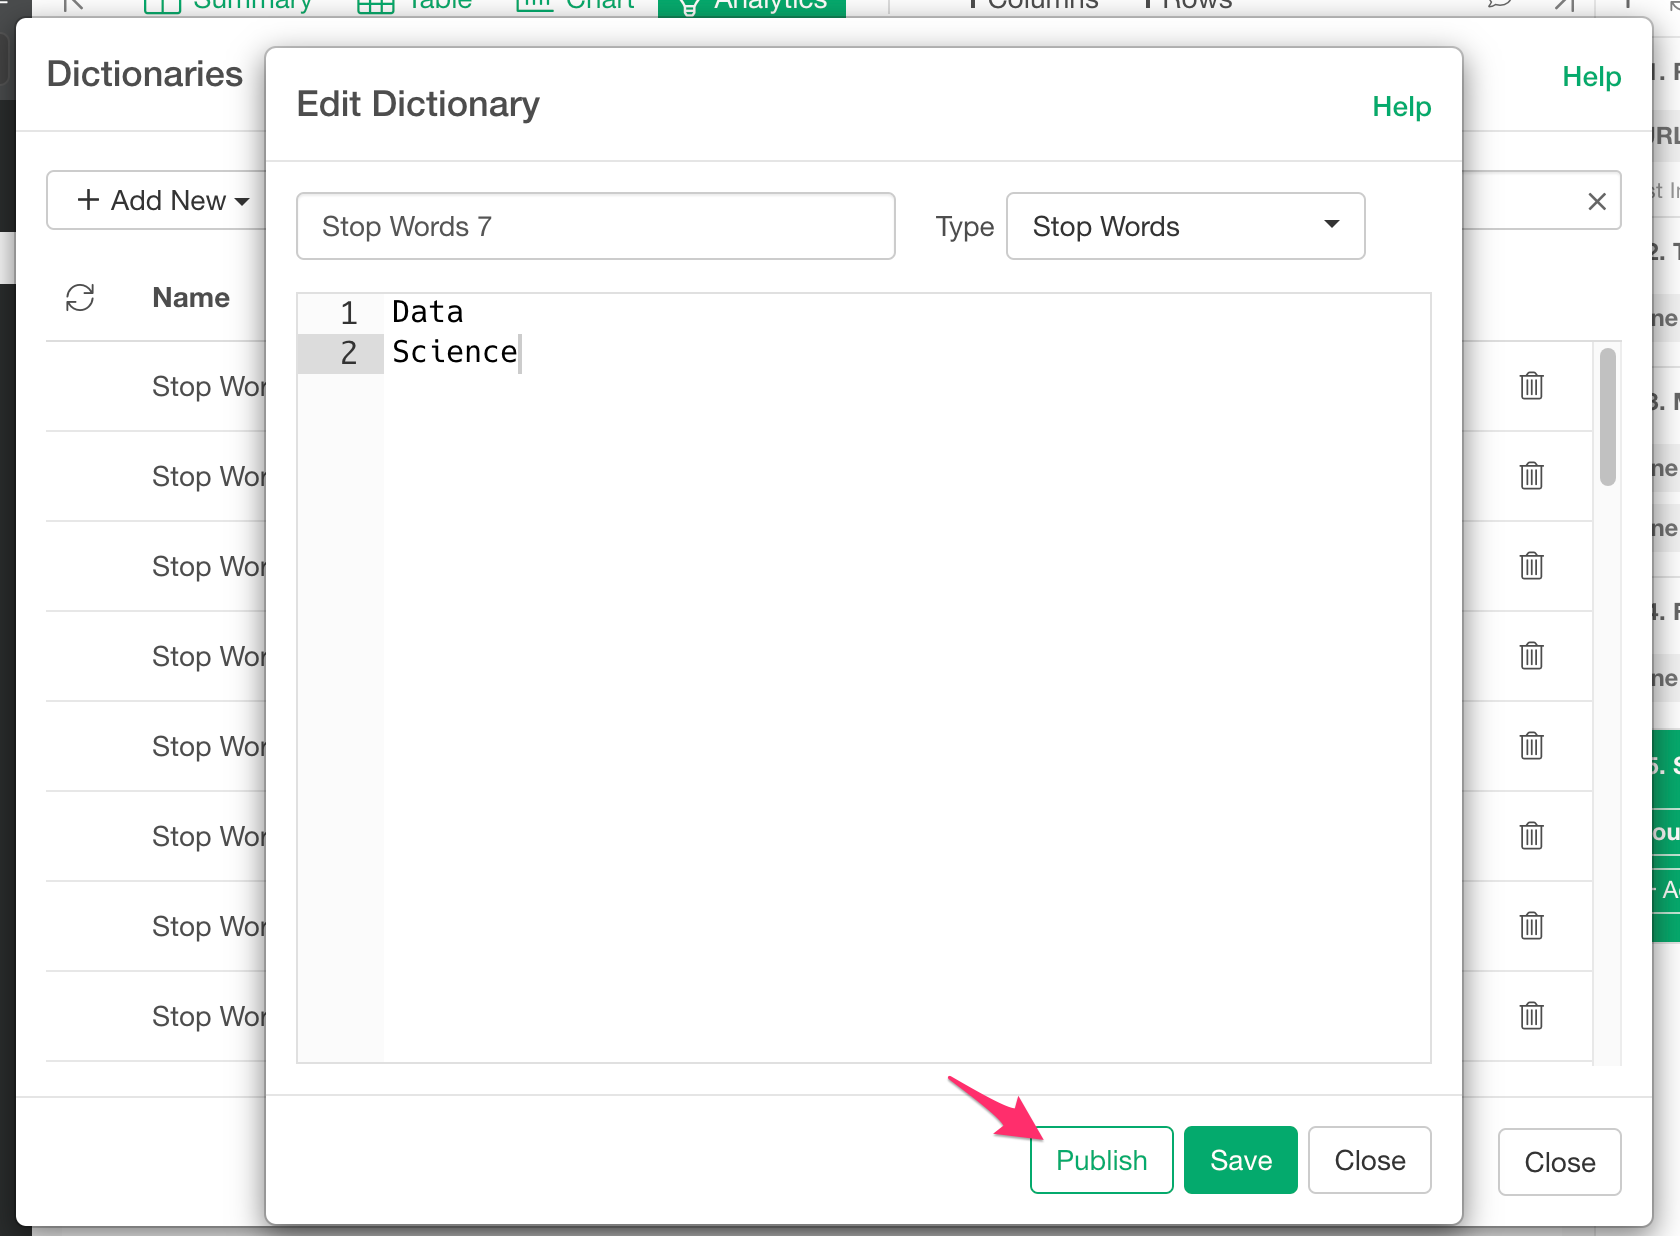 Summary Table Chart Analytics Columns Rows
Dictionaries
Help
Edit Dictionary
Help
+ Add New
Stop Words 7
Type
Stop Words
Name
1 Data
2 Science
Stop Wor
Stop Wor
Stop Wor
Stop Wor
Stop Wor
Stop Wor
Stop Wor
Stop Wor
Publish
Save
Close
Close